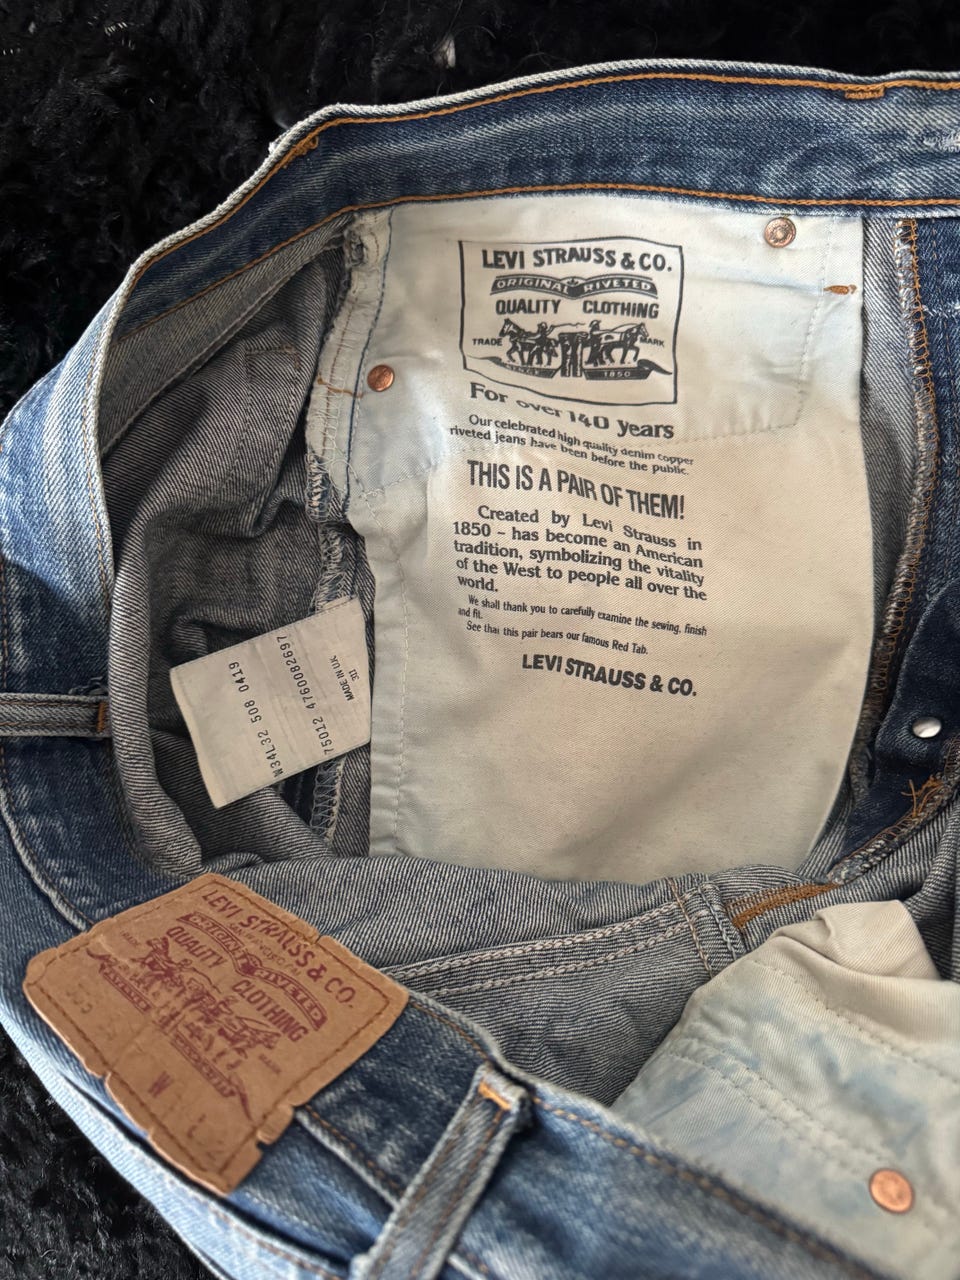 LEVI STRAUSS & CO.
ORIGINAL RIVETED
QUALITY CLOTHING
TRADE MARK
1850
For over 140 years
Our celebrated high quality denim copper
riveted jeans have been before the public.
THIS IS A PAIR OF THEM!
Created by Levi Strauss in
1850 – has become an American
tradition, symbolizing the vitality
of the West to people all over the
world.
We shall thank you to carefully examine the sewing, finish
and fit.
See that this pair bears our famous Red Tab.
LEVI STRAUSS & CO.
W34L32 508 0419
75012 4760082697
MADE IN UK
311
LEVI STRAUSS & CO.
ORIGINAL RIVETED
QUALITY CLOTHING
W L